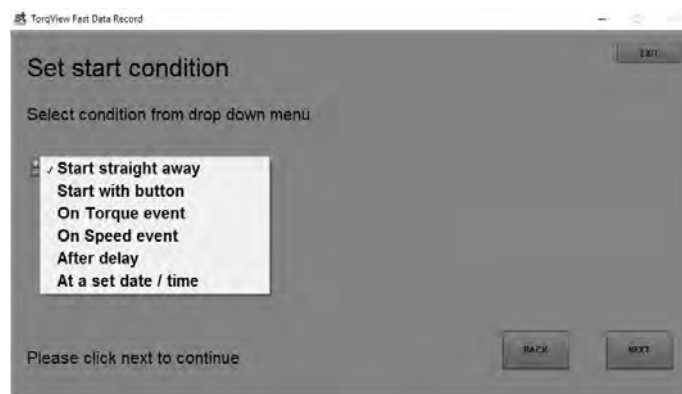 TorqView Fast Data Record
EXIT
Set start condition
Select condition from drop down menu
✓ Start straight away
Start with button
On Torque event
On Speed event
After delay
At a set date / time
Please click next to continue
BACK
NEXT